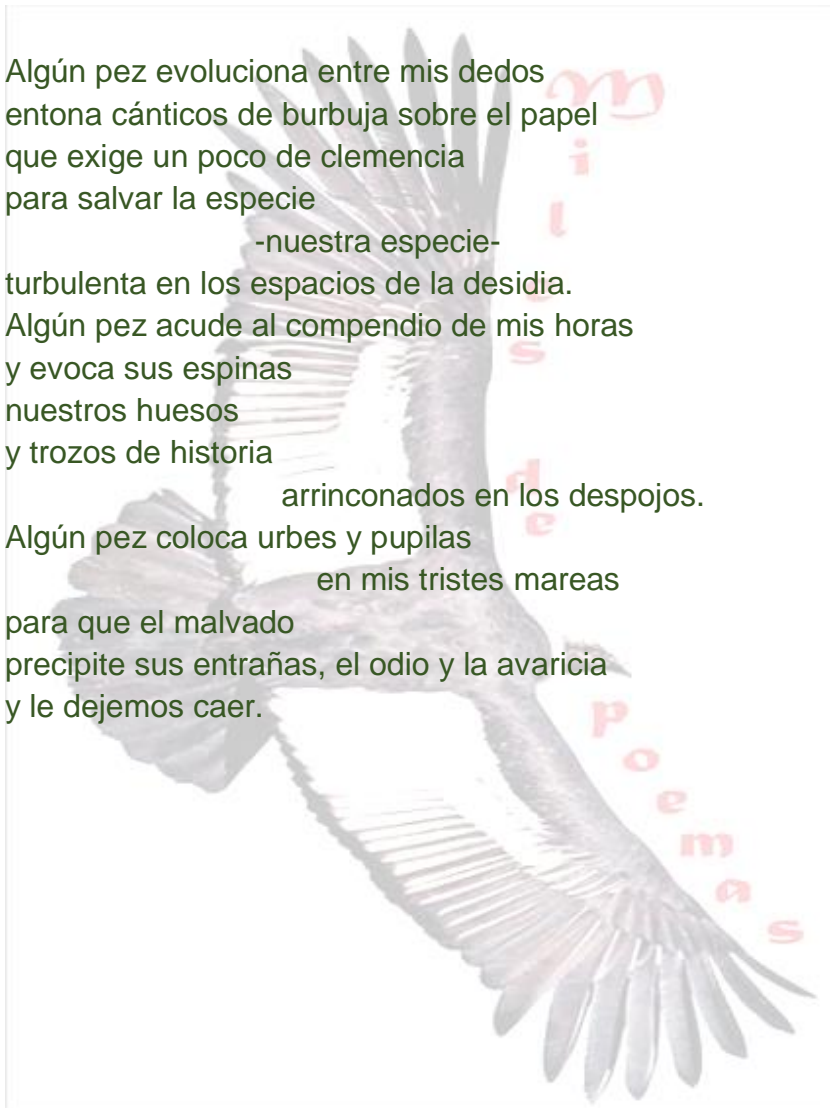 Algún pez evoluciona entre mis dedos
entona cánticos de burbuja sobre el papel
que exige un poco de clemencia
para salvar la especie
-nuestra especie-
turbulenta en los espacios de la desidia.
Algún pez acude al compendio de mis horas
y evoca sus espinas
nuestros huesos
y trozos de historia
arrinconados en los despojos.
Algún pez coloca urbes y pupilas
en mis tristes mareas
para que el malvado
precipite sus entrañas, el odio y la avaricia
y le dejemos caer.
Miles de poemas